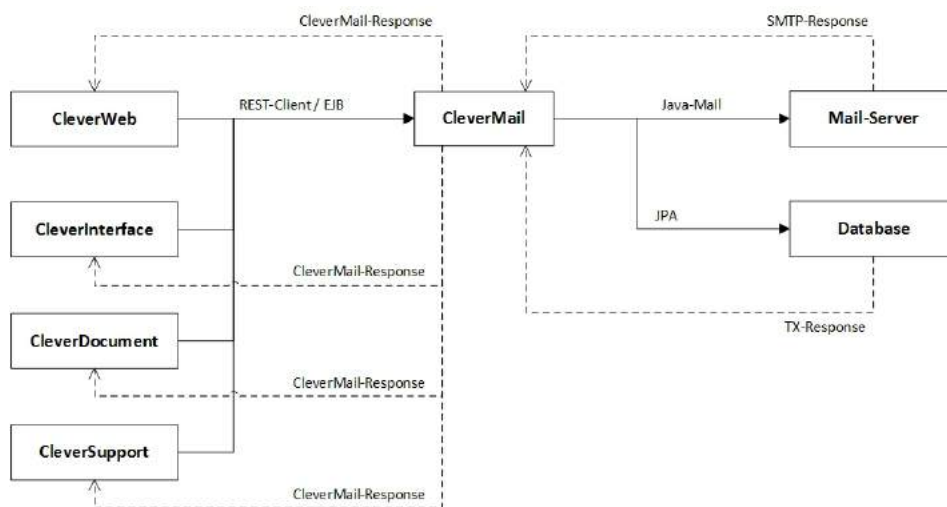 CleverMail-Response
SMTP-Response
CleverWeb
REST-Client / EJB
CleverMail
Java-Mail
Mail-Server
CleverInterface
JPA
Database
CleverMail-Response
TX-Response
CleverDocument
CleverMail-Response
CleverSupport
CleverMail-Response